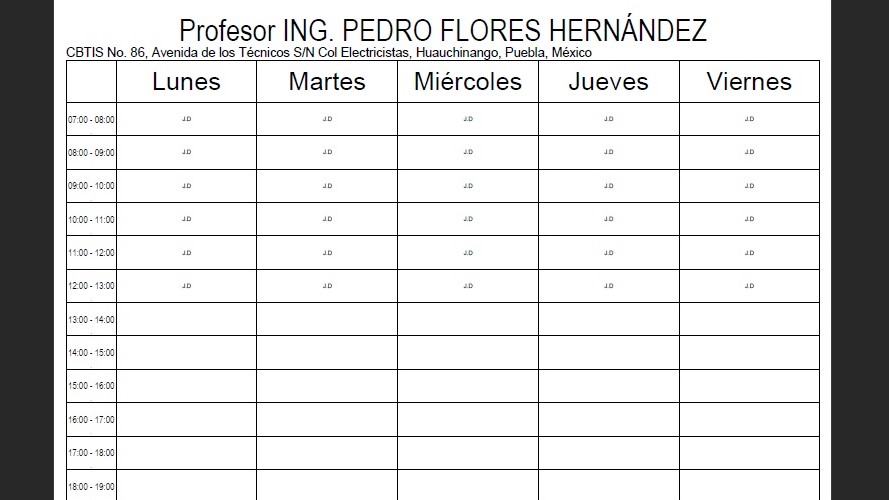 Profesor ING. PEDRO FLORES HERNÁNDEZ
CBTIS No. 86, Avenida de los Técnicos S/N Col Electricistas, Huauchinango, Puebla, México
Lunes Martes Miércoles Jueves Viernes
07:00 - 08:00 J.D J.D J.D J.D J.D
08:00 - 09:00 J.D J.D J.D J.D J.D
09:00 - 10:00 J.D J.D J.D J.D J.D
10:00 - 11:00 J.D J.D J.D J.D J.D
11:00 - 12:00 J.D J.D J.D J.D J.D
12:00 - 13:00 J.D J.D J.D J.D J.D
13:00 - 14:00
14:00 - 15:00
15:00 - 16:00
16:00 - 17:00
17:00 - 18:00
18:00 - 19:00